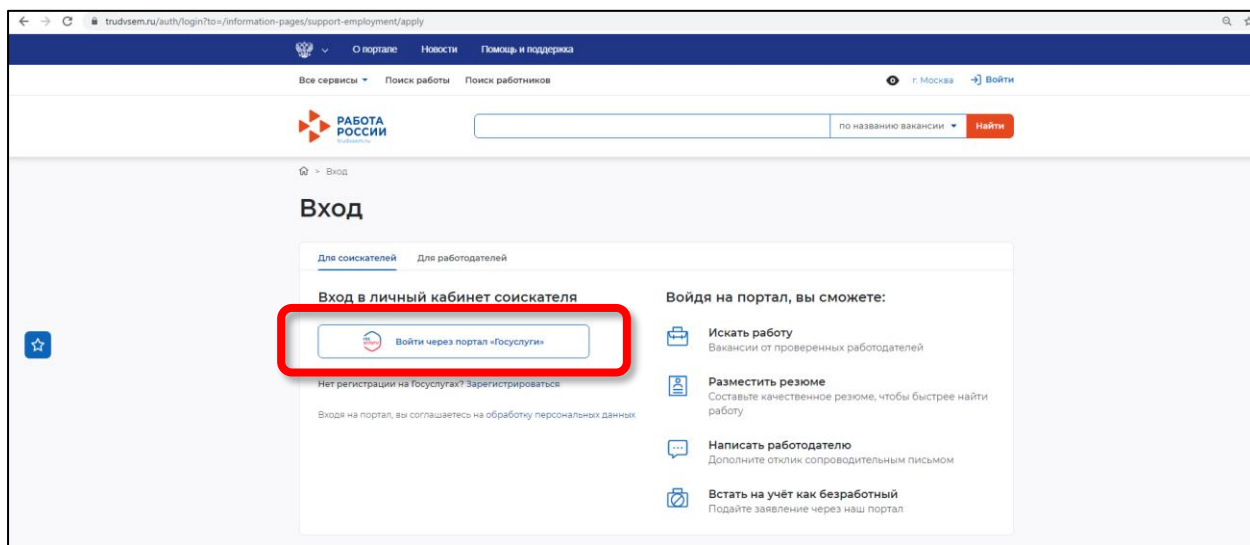 trudvsem.ru/auth/login?to=/information-pages/support-employment/apply
О портале Новости Помощь и поддержка
Все сервисы Поиск работы Поиск работников г. Москва Войти
РАБОТА
РОССИИ
trudvsem.ru
по названию вакансии Найти
> Вход
Вход
Для соискателей Для работодателей
Вход в личный кабинет соискателя
Войти через портал «Госуслуги»
Нет регистрации на Госуслугах? Зарегистрироваться
Входя на портал, вы соглашаетесь на обработку персональных данных
Войдя на портал, вы сможете:
Искать работу
Вакансии от проверенных работодателей
Разместить резюме
Составьте качественное резюме, чтобы быстрее найти
работу
Написать работодателю
Дополните отклик сопроводительным письмом
Встать на учёт как безработный
Подайте заявление через наш портал